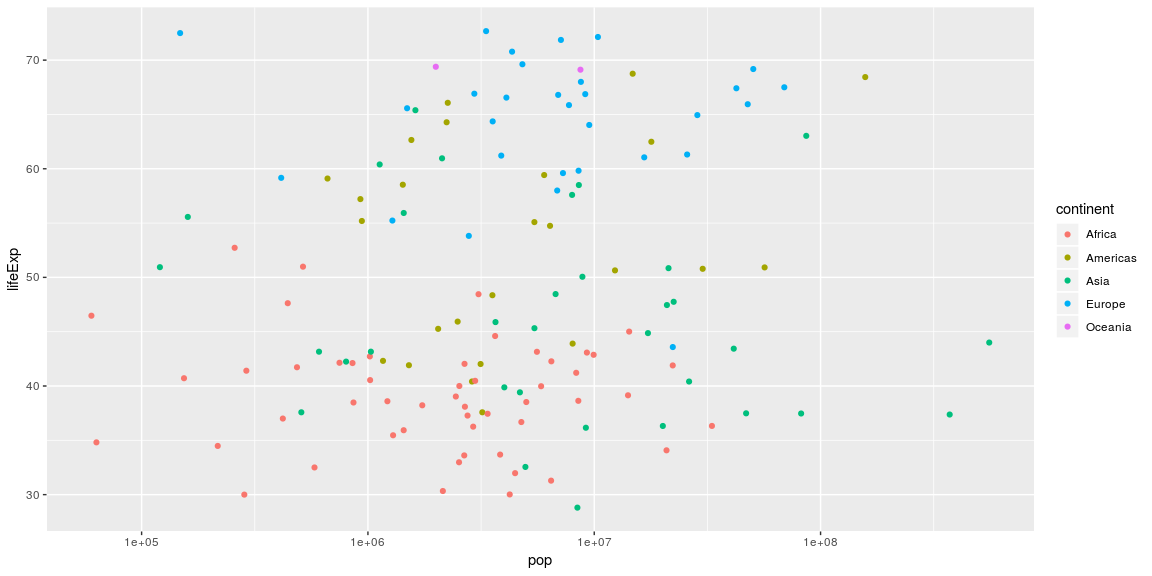 70
60
50
40
30
lifeExp
1e+05
1e+06
1e+07
1e+08
pop
continent
Africa
Americas
Asia
Europe
Oceania